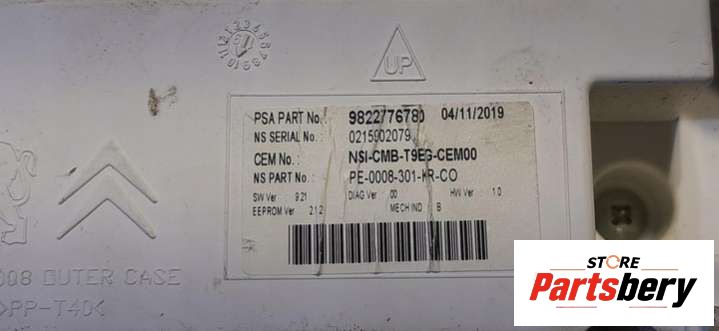 UP
PSA PART No.: 9822776780 04/11/2019
NS SERIAL No.: 0215902079
CEM No.: NSI-CMB-T9EG-CEM00
NS PART No.: PE-0008-301-KR-CO
SW Ver 9.21 DIAG Ver 00 HW Ver 1.0
EEPROM Ver 2.1.2 MECH IND B
008 OUTER CASE
>PP-T40<
STORE
Partsbery